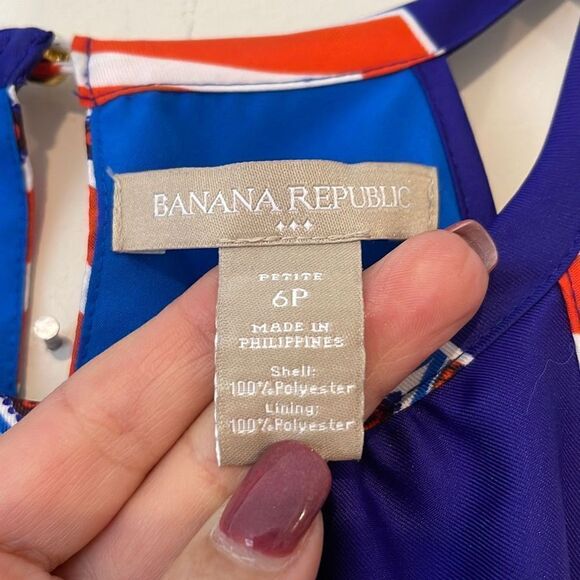 BANANA REPUBLIC
PETITE
6P
MADE IN
PHILIPPINES
Shell:
100%Polyester
Lining:
100%Polyester